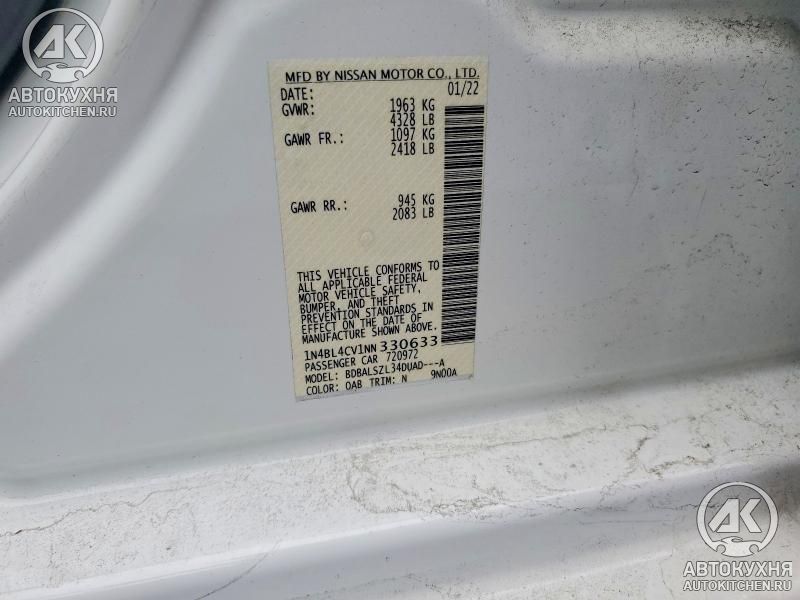 AK
АВТОКУХНЯ
AUTOKITCHEN.RU
MFD BY NISSAN MOTOR CO., LTD.
DATE: 01/22
GVWR: 1963 KG
4328 LB
GAWR FR.: 1097 KG
2418 LB
GAWR RR.: 945 KG
2083 LB
THIS VEHICLE CONFORMS TO
ALL APPLICABLE FEDERAL
MOTOR VEHICLE SAFETY,
BUMPER, AND THEFT
PREVENTION STANDARDS IN
EFFECT ON THE DATE OF
MANUFACTURE SHOWN ABOVE.
1N4BL4CV1NN330633
PASSENGER CAR 720972
MODEL: BDBALSZL34DUAD---A
COLOR: QAB TRIM: N 9N00A
AK
АВТОКУХНЯ
AUTOKITCHEN.RU